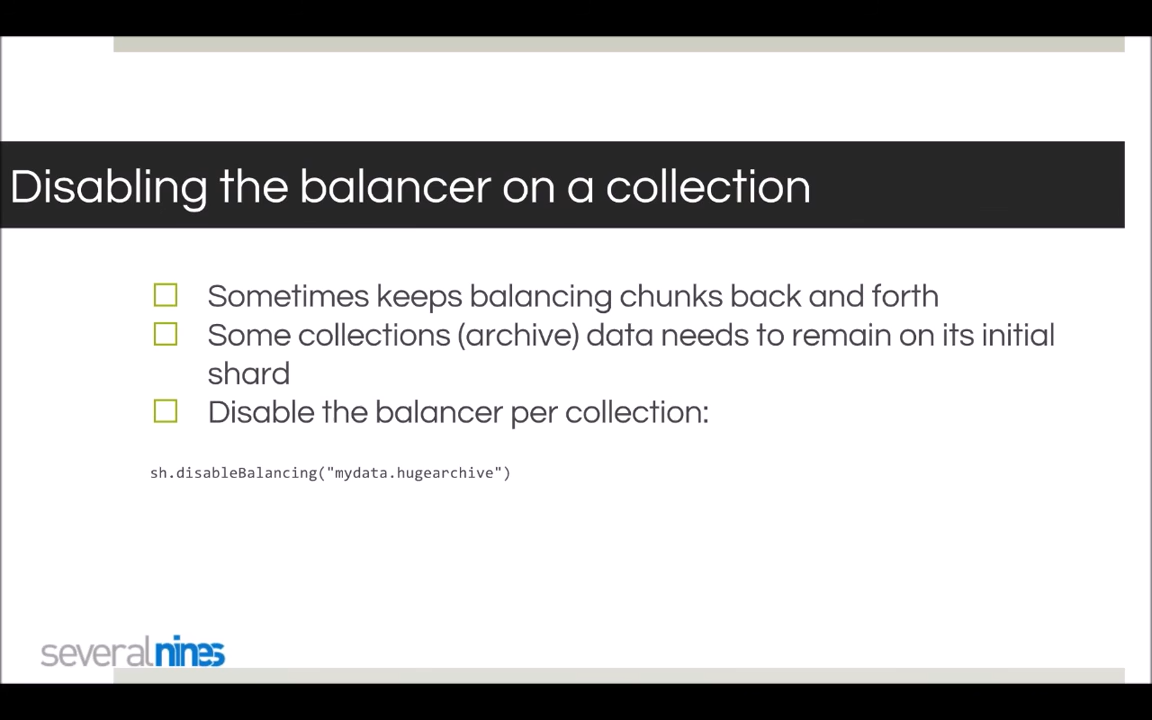 Disabling the balancer on a collection
Sometimes keeps balancing chunks back and forth
Some collections (archive) data needs to remain on its initial
shard
Disable the balancer per collection:
sh.disableBalancing("mydata.hugearchive")
severalnines